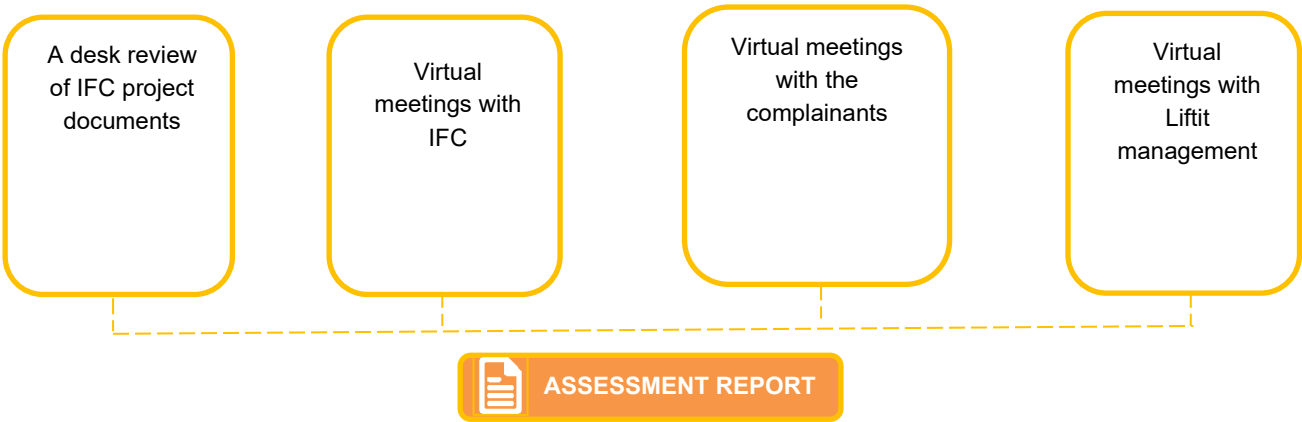 A desk review
of IFC project
documents
Virtual
meetings with
IFC
Virtual meetings
with the
complainants
Virtual
meetings with
Liftit
management
ASSESSMENT REPORT